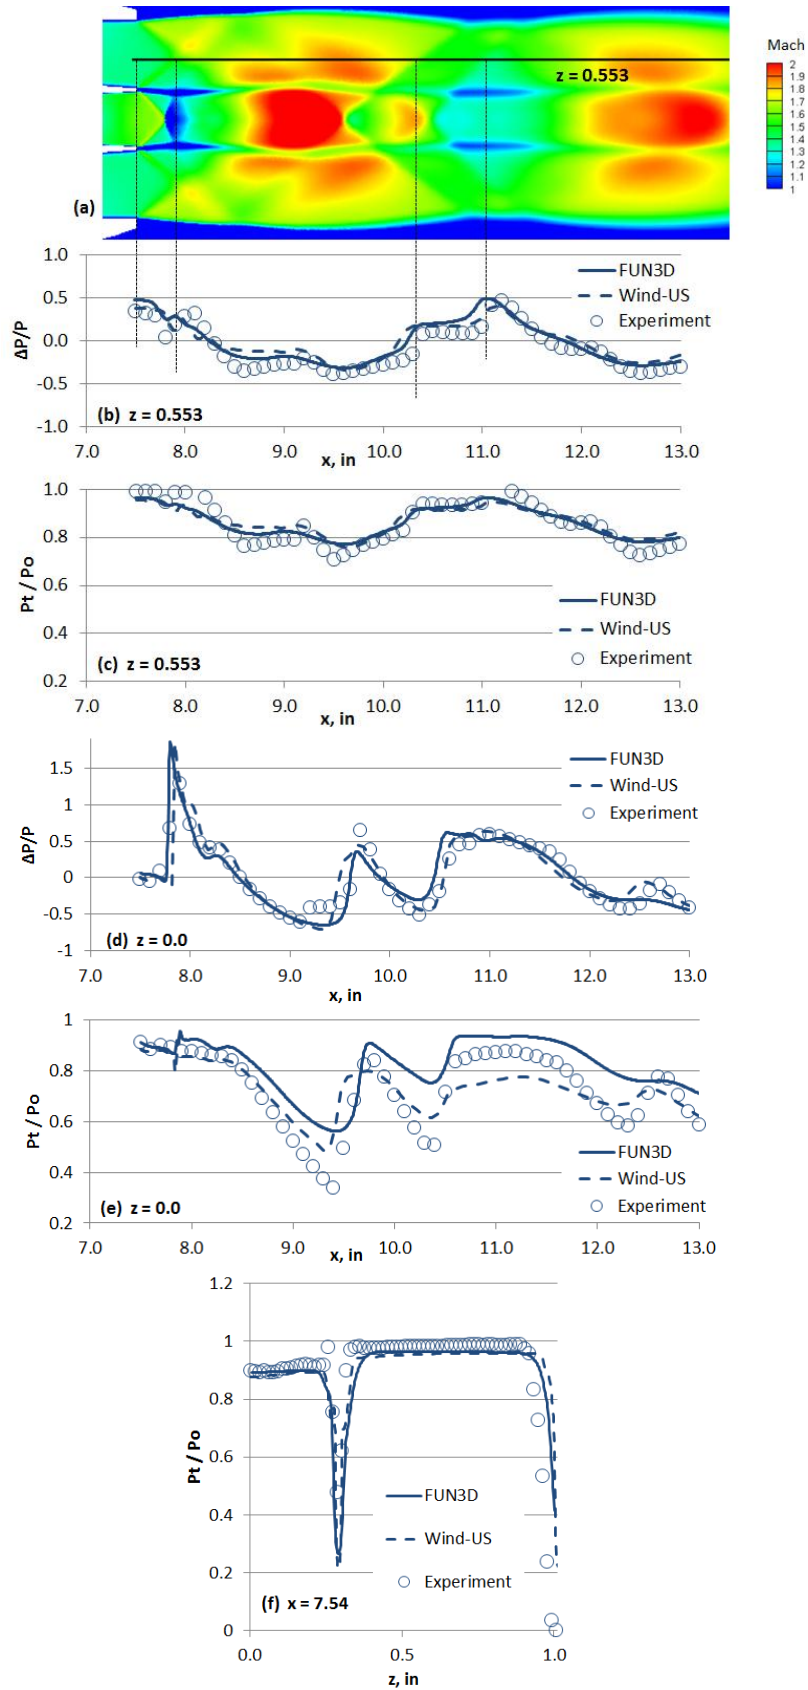 Mach
2
1.9
1.8
1.7
1.6
1.5
1.4
1.3
1.2
1.1
1
z = 0.553
(a)
1.0
0.5
0.0
-0.5
-1.0
ΔP/P
FUN3D
Wind-US
Experiment
(b) z = 0.553
7.0 8.0 9.0 10.0 11.0 12.0 13.0
x, in
1.0
0.8
0.6
0.4
0.2
Pt / Po
FUN3D
Wind-US
Experiment
(c) z = 0.553
7.0 8.0 9.0 10.0 11.0 12.0 13.0
x, in
1.5
1
0.5
0
-0.5
-1
ΔP/P
FUN3D
Wind-US
Experiment
(d) z = 0.0
7.0 8.0 9.0 10.0 11.0 12.0 13.0
x, in
1
0.8
0.6
0.4
0.2
Pt / Po
FUN3D
Wind-US
Experiment
(e) z = 0.0
7.0 8.0 9.0 10.0 11.0 12.0 13.0
x, in
1.2
1
0.8
0.6
0.4
0.2
0
Pt / Po
FUN3D
Wind-US
Experiment
(f) x = 7.54
0.0 0.5 1.0
z, in